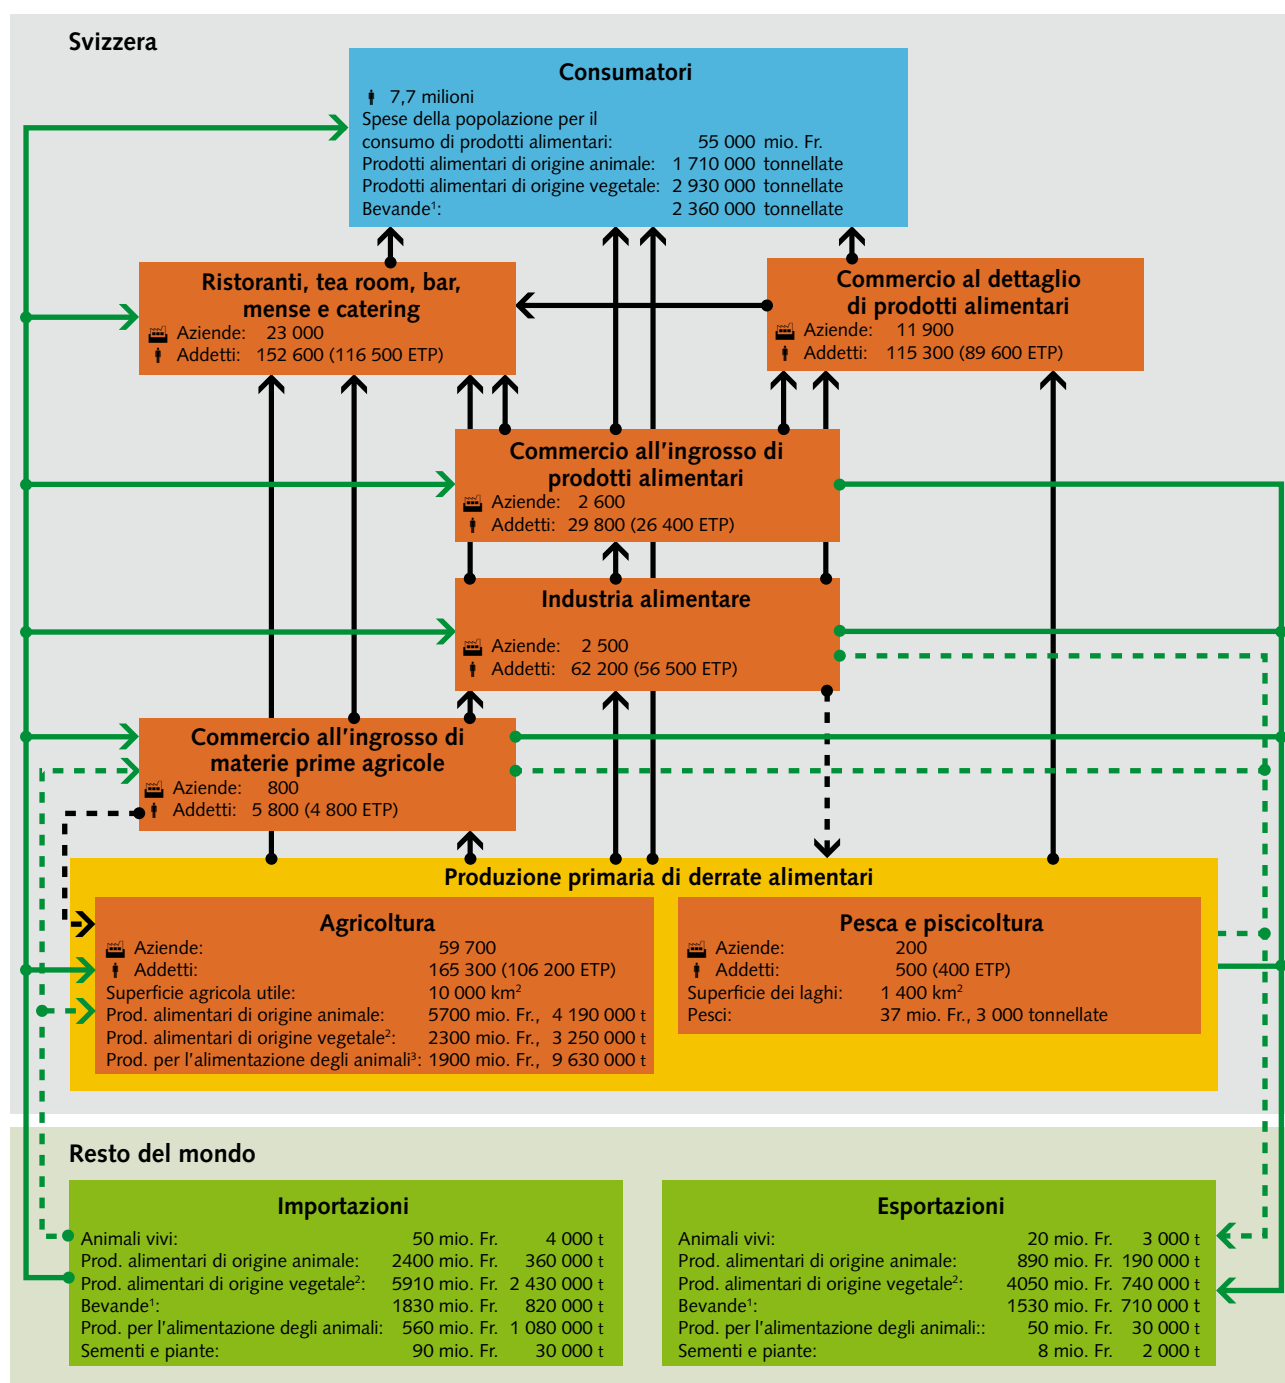 Svizzera
Consumatori
7,7 milioni
Spese della popolazione per il
consumo di prodotti alimentari: 55 000 mio. Fr.
Prodotti alimentari di origine animale: 1 710 000 tonnellate
Prodotti alimentari di origine vegetale: 2 930 000 tonnellate
Bevande¹: 2 360 000 tonnellate
Ristoranti, tea room, bar,
mense e catering
Aziende: 23 000
Addetti: 152 600 (116 500 ETP)
Commercio al dettaglio
di prodotti alimentari
Aziende: 11 900
Addetti: 115 300 (89 600 ETP)
Commercio all'ingrosso di
prodotti alimentari
Aziende: 2 600
Addetti: 29 800 (26 400 ETP)
Industria alimentare
Aziende: 2 500
Addetti: 62 200 (56 500 ETP)
Commercio all'ingrosso di
materie prime agricole
Aziende: 800
Addetti: 5 800 (4 800 ETP)
Produzione primaria di derrate alimentari
Agricoltura
Aziende: 59 700
Addetti: 165 300 (106 200 ETP)
Superficie agricola utile: 10 000 km²
Prod. alimentari di origine animale: 5700 mio. Fr., 4 190 000 t
Prod. alimentari di origine vegetale²: 2300 mio. Fr., 3 250 000 t
Prod. per l'alimentazione degli animali³: 1900 mio. Fr., 9 630 000 t
Pesca e piscicoltura
Aziende: 200
Addetti: 500 (400 ETP)
Superficie dei laghi: 1 400 km²
Pesci: 37 mio. Fr., 3 000 tonnellate
Resto del mondo
Importazioni
Animali vivi: 50 mio. Fr. 4 000 t
Prod. alimentari di origine animale: 2400 mio. Fr. 360 000 t
Prod. alimentari di origine vegetale²: 5910 mio. Fr. 2 430 000 t
Bevande¹: 1830 mio. Fr. 820 000 t
Prod. per l'alimentazione degli animali: 560 mio. Fr. 1 080 000 t
Sementi e piante: 90 mio. Fr. 30 000 t
Esportazioni
Animali vivi: 20 mio. Fr. 3 000 t
Prod. alimentari di origine animale: 890 mio. Fr. 190 000 t
Prod. alimentari di origine vegetale²: 4050 mio. Fr. 740 000 t
Bevande¹: 1530 mio. Fr. 710 000 t
Prod. per l'alimentazione degli animali:: 50 mio. Fr. 30 000 t
Sementi e piante: 8 mio. Fr. 2 000 t